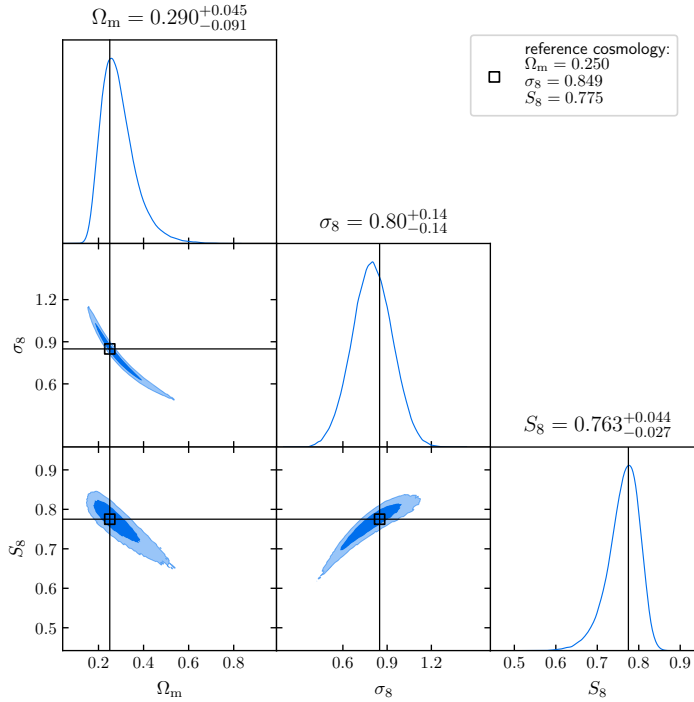 Ωₘ = 0.290⁺⁰·⁰⁴⁵₋₀.₀₉₁
reference cosmology:
Ωₘ = 0.250
σ₈ = 0.849
S₈ = 0.775
σ₈ = 0.80⁺⁰·¹⁴₋₀.₁₄
1.2
0.9
0.6
σ₈
S₈ = 0.763⁺⁰·⁰⁴⁴₋₀.₀₂₇
0.9
0.8
0.7
0.6
0.5
S₈
0.2 0.4 0.6 0.8
0.6 0.9 1.2
0.5 0.6 0.7 0.8 0.9
Ωₘ
σ₈
S₈